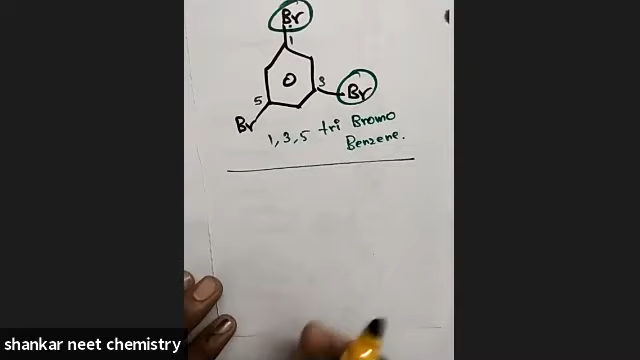 Br
1
3
Br
5
Br
1,3,5 tri Bromo
Benzene.
shankar neet chemistry